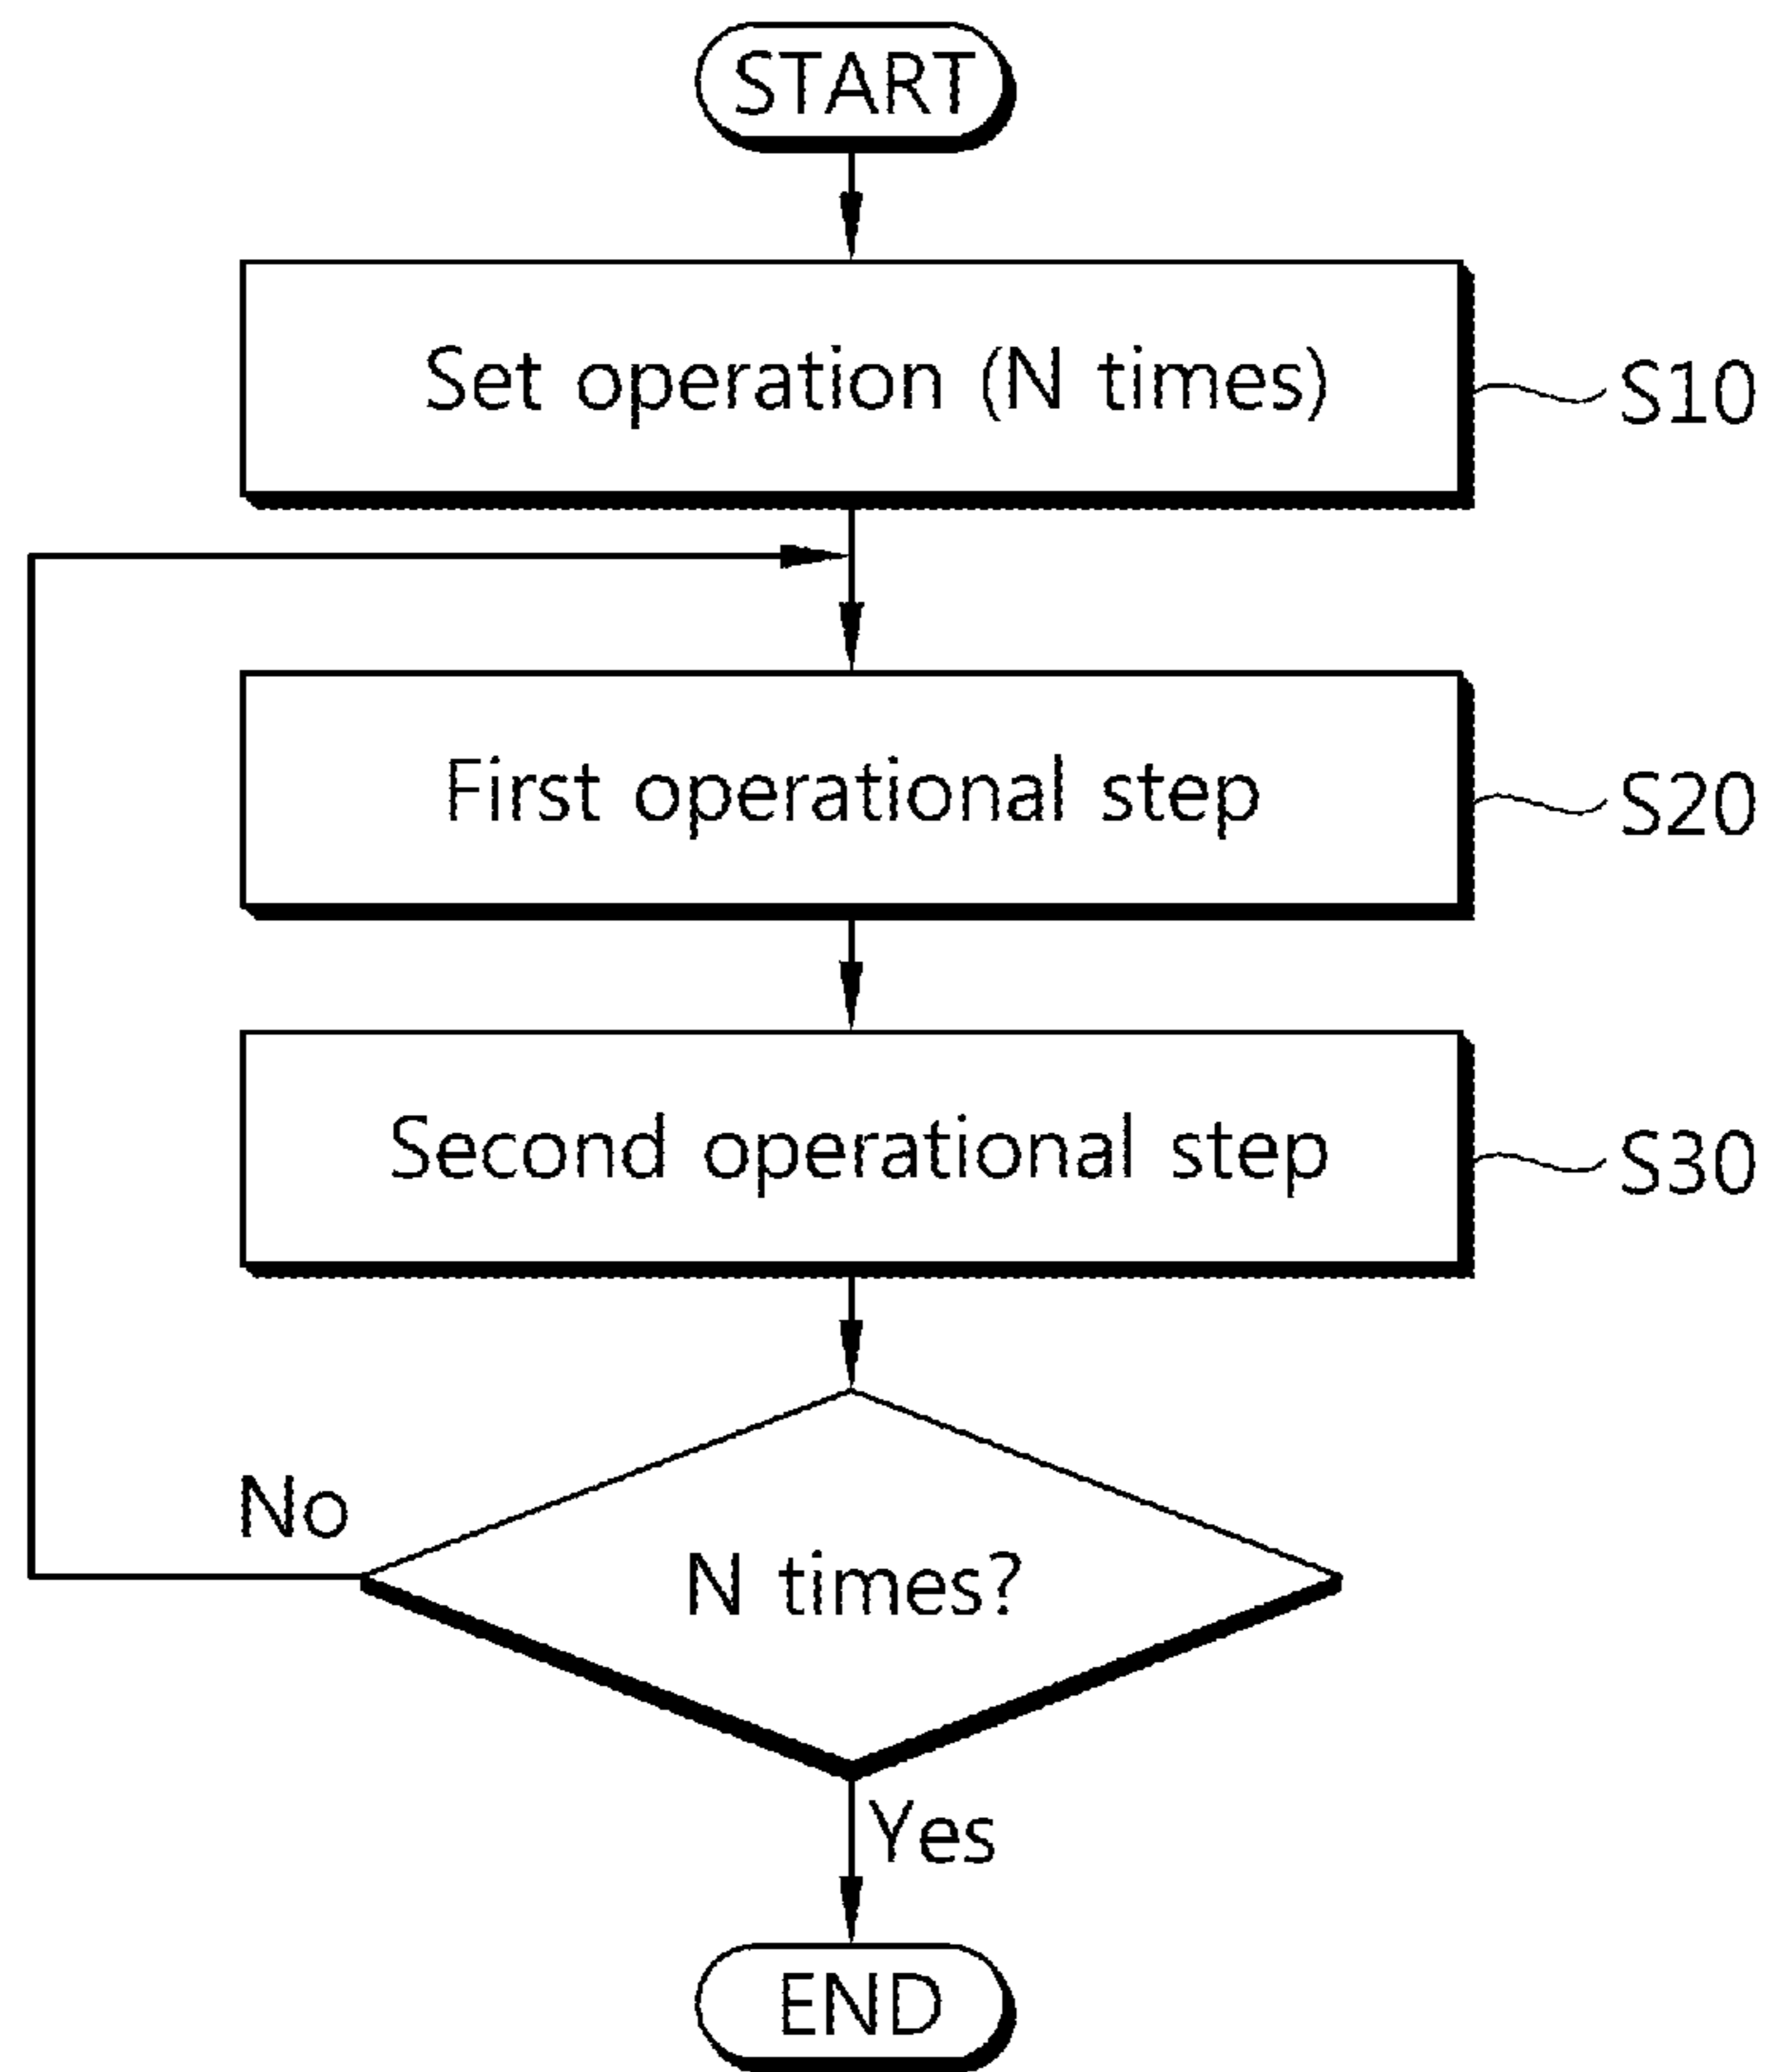 START
Set operation (N times)
S10
First operational step
S20
Second operational step
S30
No
N times?
Yes
END